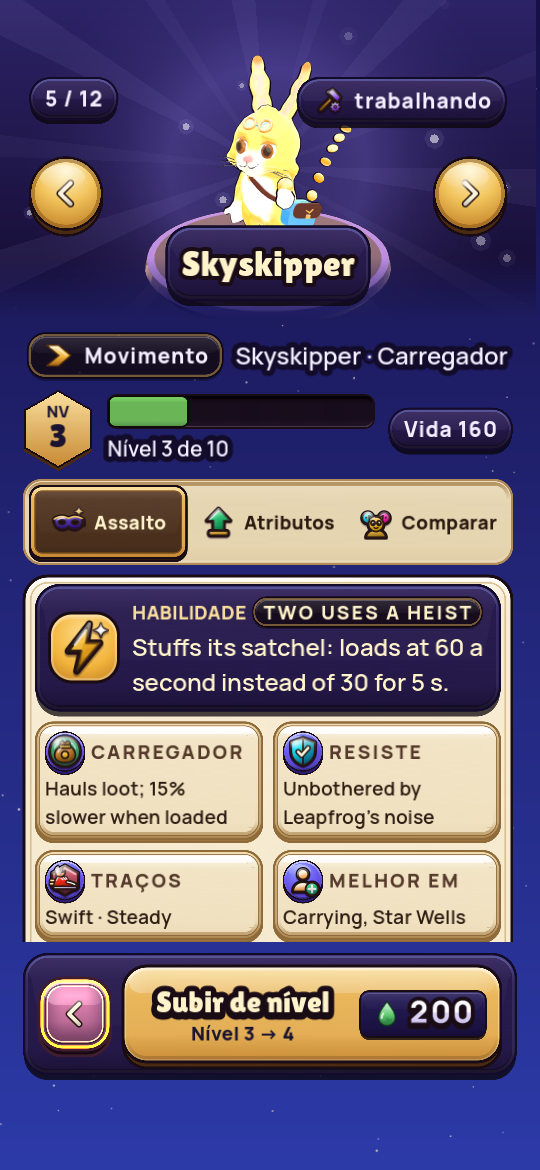 5 / 12
trabalhando
Skyskipper
Movimento
Skyskipper · Carregador
NV
3
Nível 3 de 10
Vida 160
Assalto
Atributos
Comparar
HABILIDADE
TWO USES A HEIST
Stuffs its satchel: loads at 60 a
second instead of 30 for 5 s.
CARREGADOR
Hauls loot; 15%
slower when loaded
RESISTE
Unbothered by
Leapfrog's noise
TRAÇOS
Swift · Steady
MELHOR EM
Carrying, Star Wells
Subir de nível
Nível 3 → 4
200